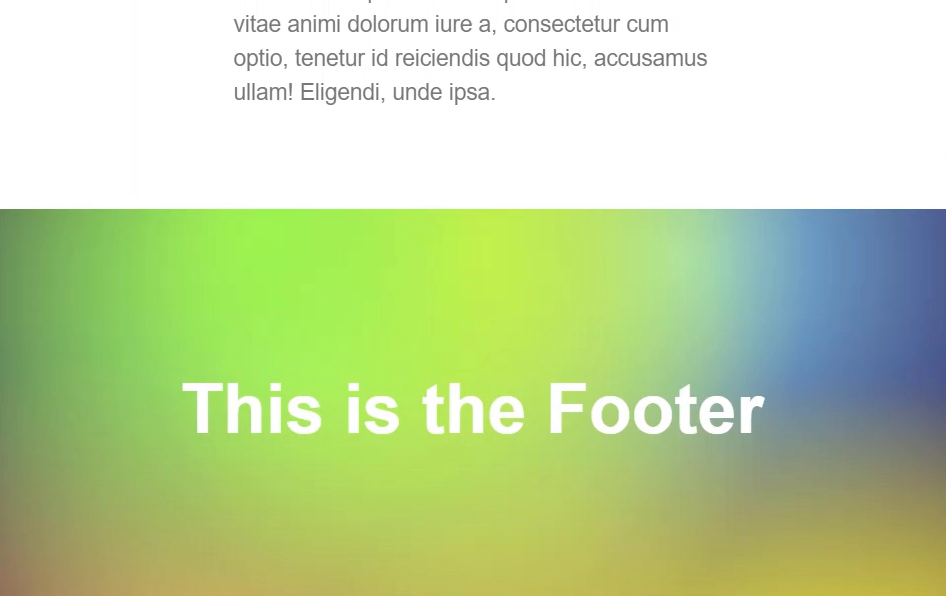 vitae animi dolorum iure a, consectetur cum
optio, tenetur id reiciendis quod hic, accusamus
ullam! Eligendi, unde ipsa.
This is the Footer